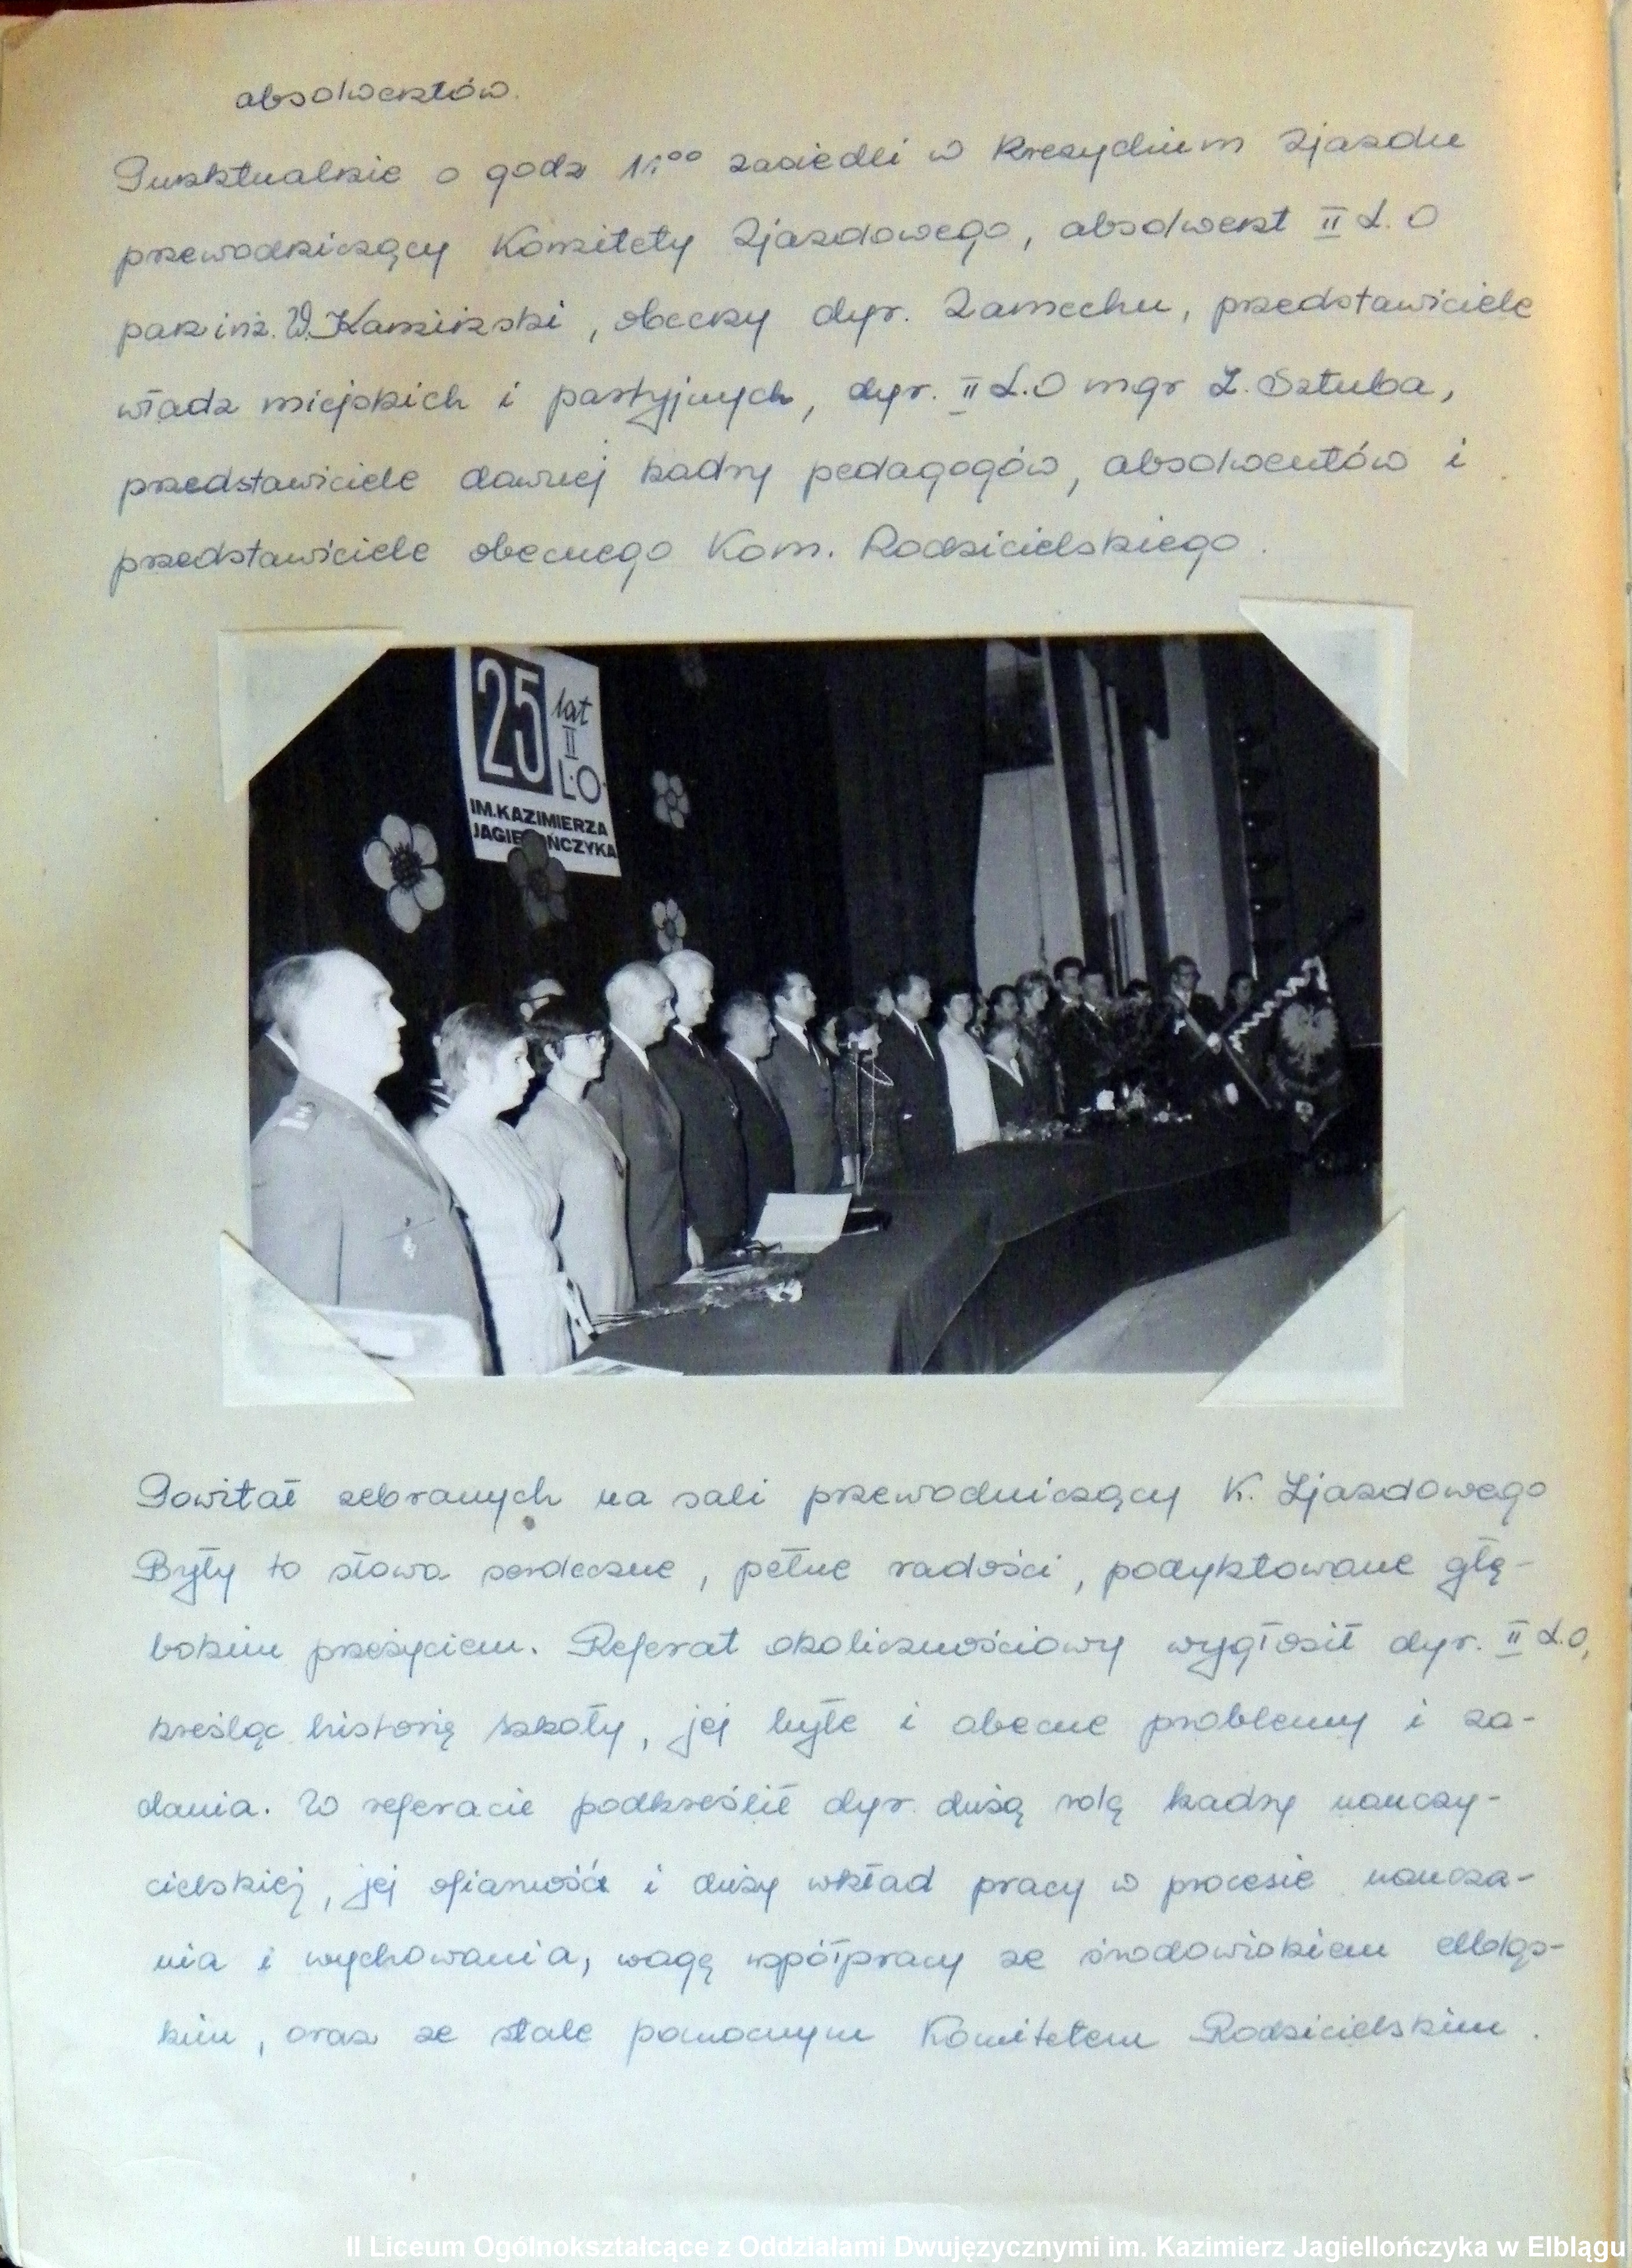 absolwentów.
Punktualnie o godz 11.⁰⁰ zasiedli w Prezydium Zjazdu
przewodniczący Komitety Zjazdowego, absolwent II L.O
pan inż. W. Kamiński, obecny dyr. Zamechu, przedstawiciele
władz miejskich i partyjnych, dyr. II L.O mgr Z. Sztuba,
przedstawiciele dawnej kadry pedagogów, absolwentów i
przedstawiciele obecnego Kom. Rodzicielskiego.
25 lat
II
L.O.
IM. KAZIMIERZA
JAGIELLOŃCZYKA
Powitał zebranych na sali przewodniczący K. Zjazdowego
Były to słowa serdeczne, pełne radości, podyktowane głę-
bokim przeżyciem. Referat okolicznościowy wygłosił dyr. II L.O,
kreśląc historię szkoły, jej byłe i obecne problemy i za-
dania. W referacie podkreślił dyr. dużą rolę kadry nauczy-
cielskiej, jej ofiarność i duży wkład pracy w procesie naucza-
nia i wychowania, wagę współpracy ze środowiskiem elbląs-
kim, oraz ze stale pomocnym Komitetem Rodzicielskim.
II Liceum Ogólnokształcące z Oddziałami Dwujęzycznymi im. Kazimierz Jagiellończyka w Elblągu